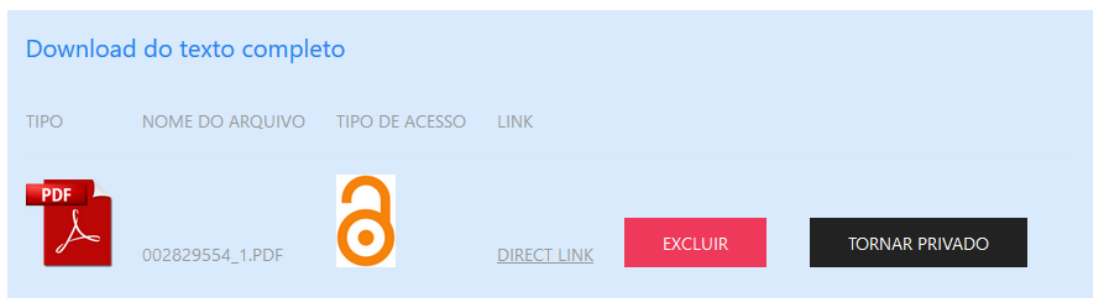 Download do texto completo
TIPO NOME DO ARQUIVO TIPO DE ACESSO LINK
PDF
002829554_1.PDF DIRECT LINK EXCLUIR TORNAR PRIVADO